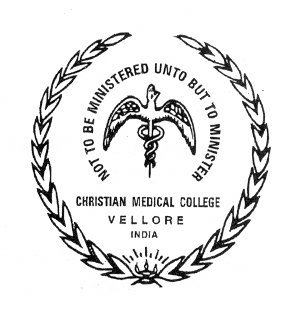 NOT TO BE MINISTERED UNTO BUT TO MINISTER
CHRISTIAN MEDICAL COLLEGE
VELLORE
INDIA